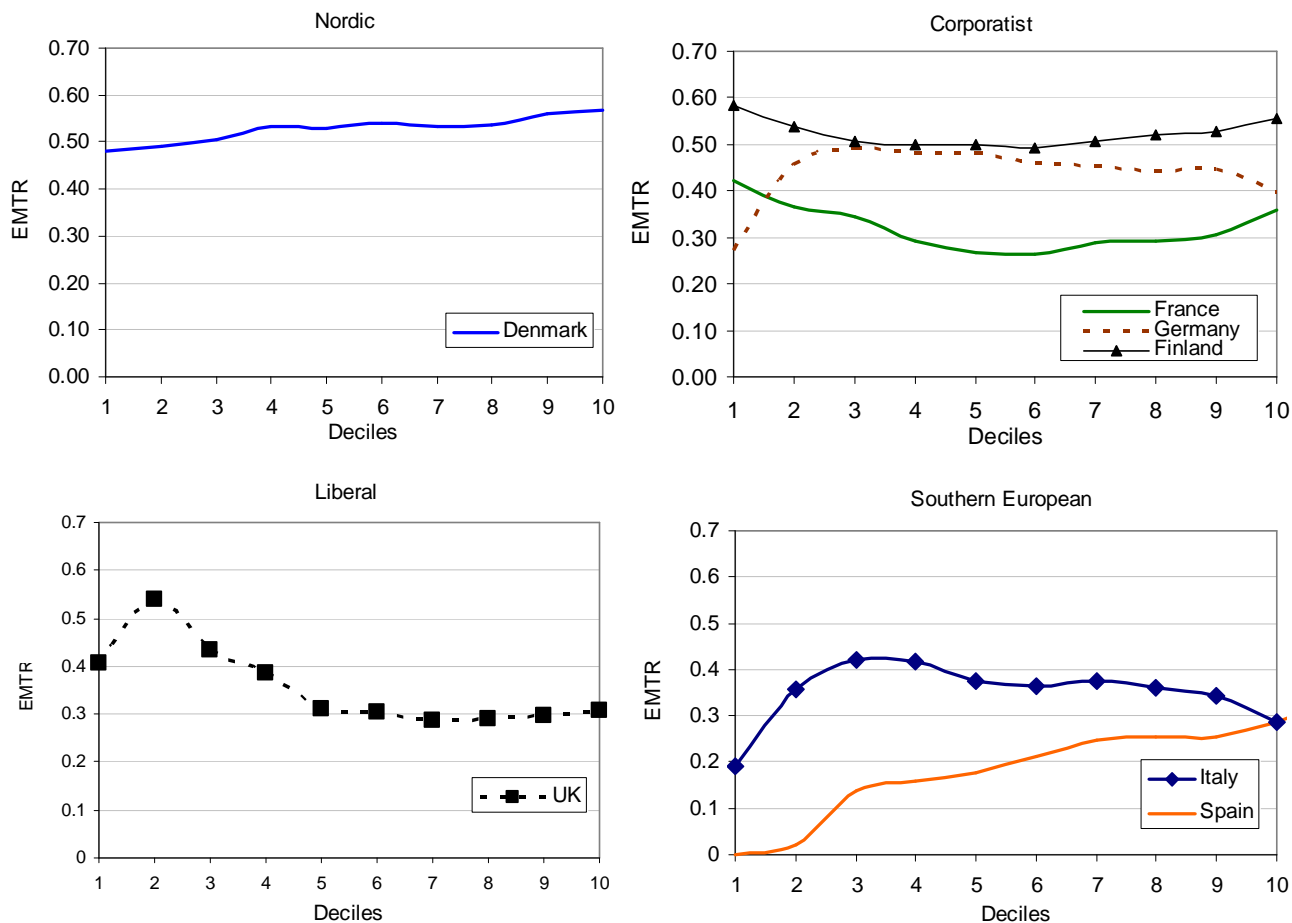 Nordic
0.70
0.60
0.50
0.40
0.30
0.20
0.10
0.00
EMTR
1 2 3 4 5 6 7 8 9 10
Deciles
Denmark
Corporatist
0.70
0.60
0.50
0.40
0.30
0.20
0.10
0.00
EMTR
1 2 3 4 5 6 7 8 9 10
Deciles
France
Germany
Finland
Liberal
0.7
0.6
0.5
0.4
0.3
0.2
0.1
0
EMTR
1 2 3 4 5 6 7 8 9 10
Deciles
UK
Southern European
0.7
0.6
0.5
0.4
0.3
0.2
0.1
0
EMTR
1 2 3 4 5 6 7 8 9 10
Deciles
Italy
Spain